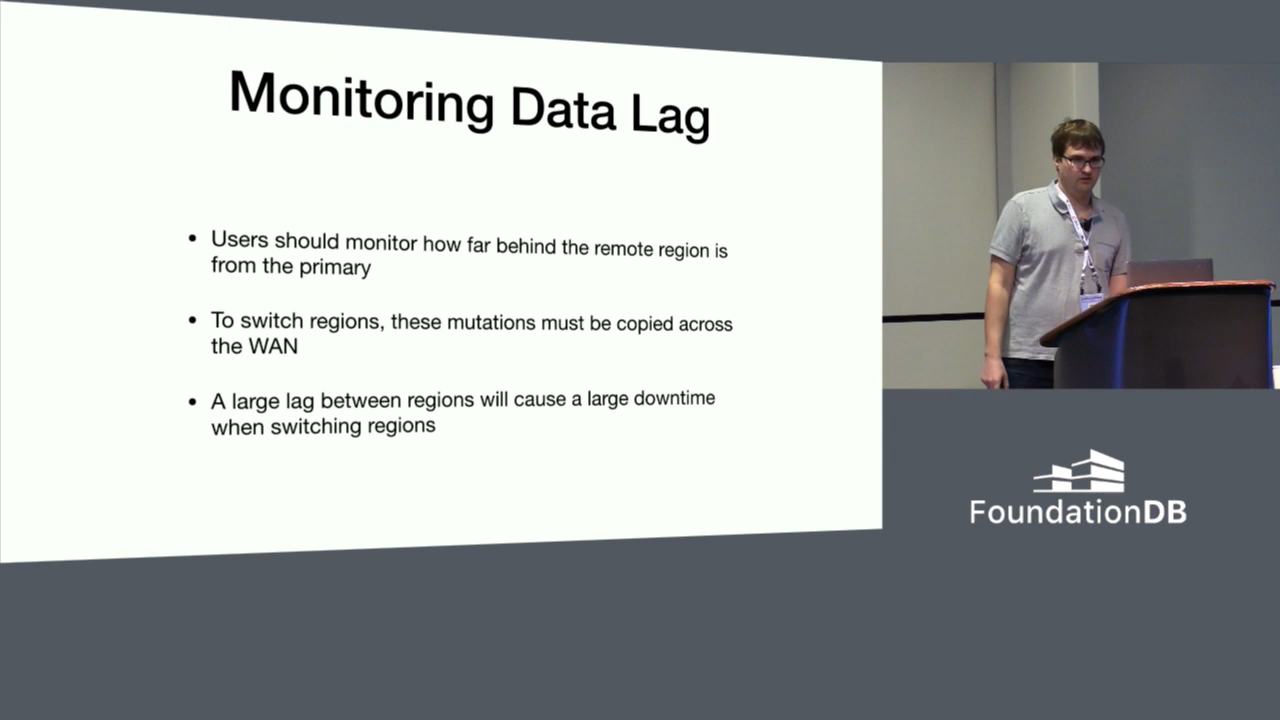 Monitoring Data Lag
• Users should monitor how far behind the remote region is
from the primary
• To switch regions, these mutations must be copied across
the WAN
• A large lag between regions will cause a large downtime
when switching regions
FoundationDB